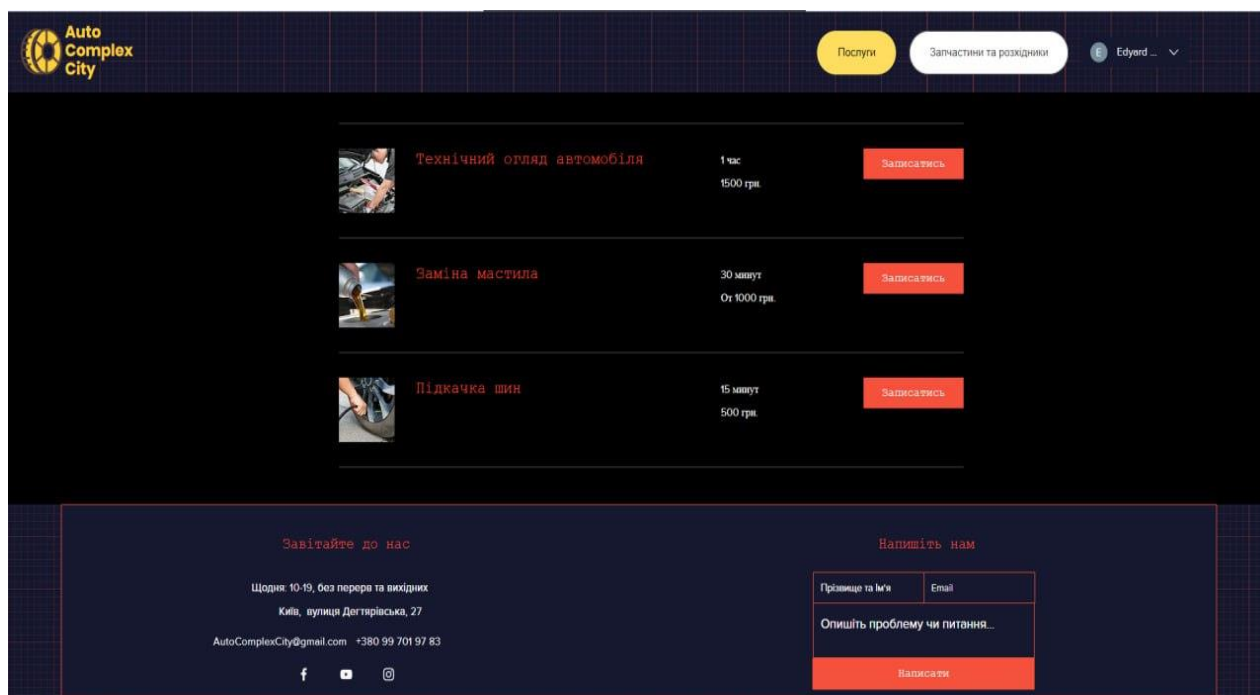 Auto
Complex
City
Послуги
Запчастини та розхідники
E
Edyard ...
Технічний огляд автомобіля
1 час
1500 грн.
Записатись
Заміна мастила
30 минут
От 1000 грн.
Записатись
Підкачка шин
15 минут
500 грн.
Записатись
Завітайте до нас
Щодня: 10-19, без перерв та вихідних
Київ, вулиця Дегтярівська, 27
AutoComplexCity@gmail.com +380 99 701 97 83
Напишіть нам
Прізвище та Ім'я
Email
Опишіть проблему чи питання...
Написати